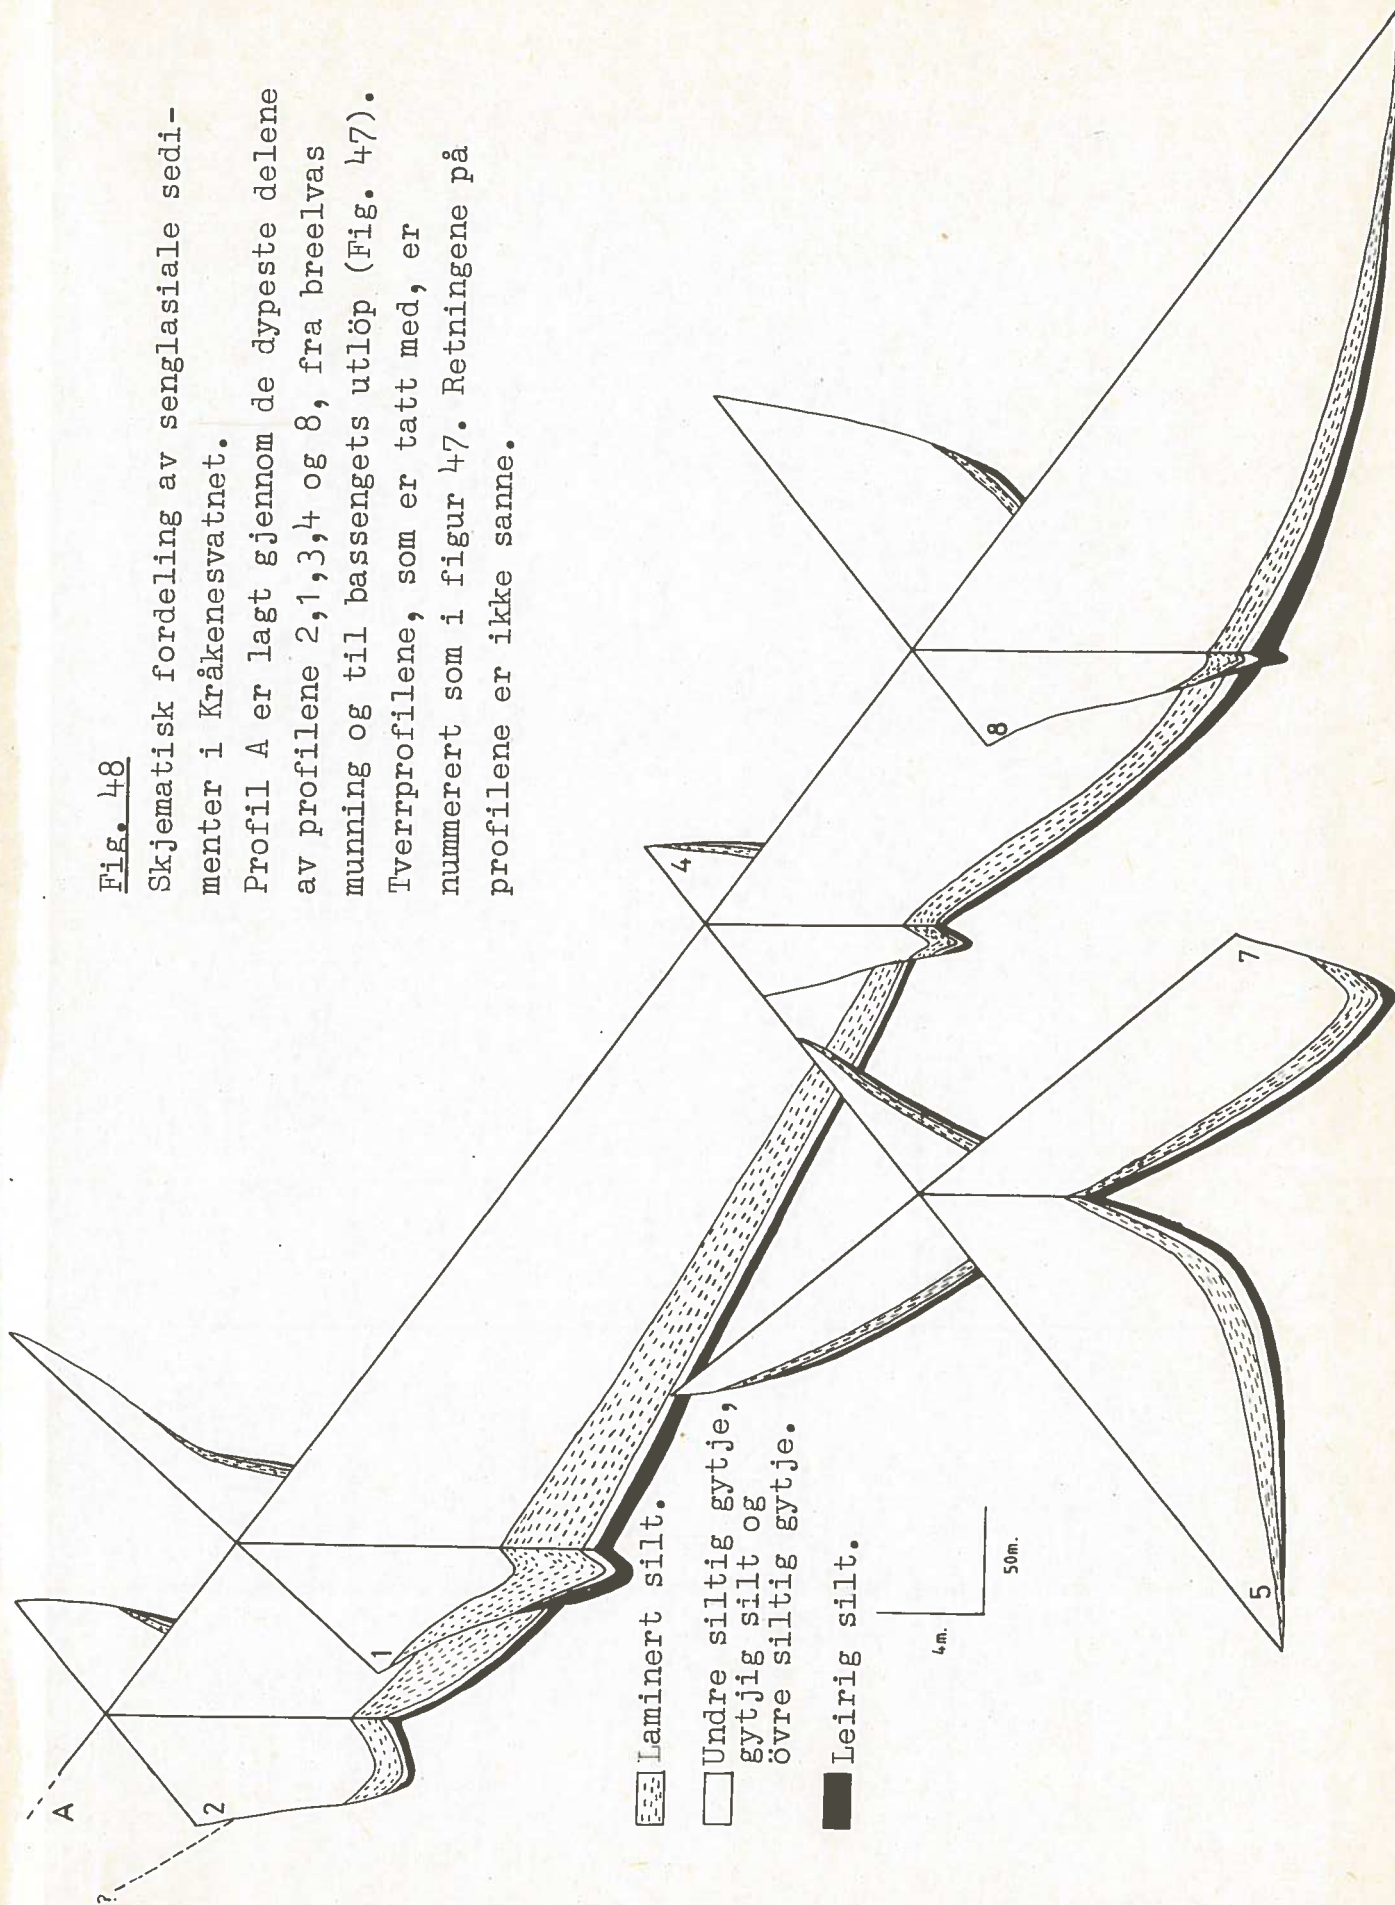 Fig. 48
Skjematisk fordeling av senglasiale sedi-
menter i Kråkenesvatnet.
Profil A er lagt gjennom de dypeste delene
av profilene 2,1,3,4 og 8, fra breelvas
munning og til bassengets utlöp (Fig. 47).
Tverrprofilene, som er tatt med, er
nummerert som i figur 47. Retningene på
profilene er ikke sanne.
?
A
2
1
4
8
7
5
Laminert silt.
Undre siltig gytje,
gytjig silt og
övre siltig gytje.
Leirig silt.
4m.
50m.